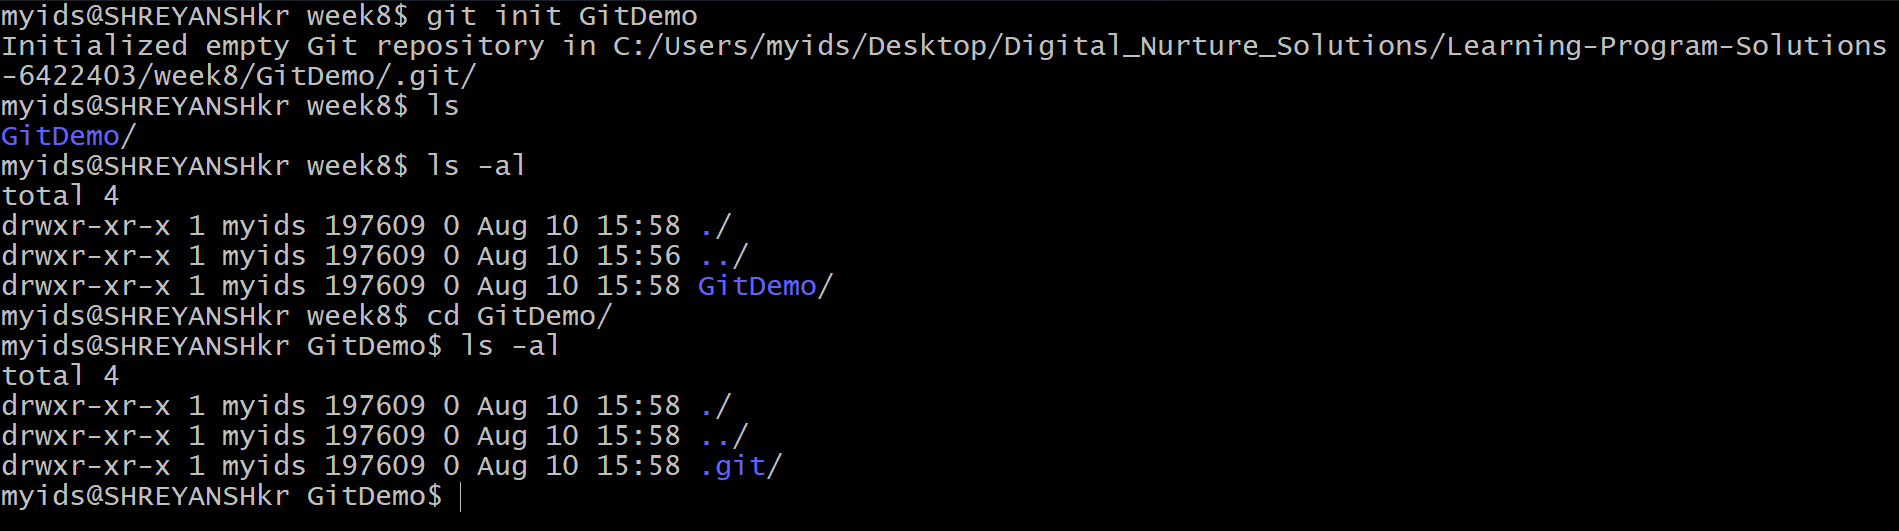 myids@SHREYANSHkr week8$ git init GitDemo
Initialized empty Git repository in C:/Users/myids/Desktop/Digital_Nurture_Solutions/Learning-Program-Solutions
-6422403/week8/GitDemo/.git/
myids@SHREYANSHkr week8$ ls
GitDemo/
myids@SHREYANSHkr week8$ ls -al
total 4
drwxr-xr-x 1 myids 197609 0 Aug 10 15:58 ./
drwxr-xr-x 1 myids 197609 0 Aug 10 15:56 ../
drwxr-xr-x 1 myids 197609 0 Aug 10 15:58 GitDemo/
myids@SHREYANSHkr week8$ cd GitDemo/
myids@SHREYANSHkr GitDemo$ ls -al
total 4
drwxr-xr-x 1 myids 197609 0 Aug 10 15:58 ./
drwxr-xr-x 1 myids 197609 0 Aug 10 15:58 ../
drwxr-xr-x 1 myids 197609 0 Aug 10 15:58 .git/
myids@SHREYANSHkr GitDemo$